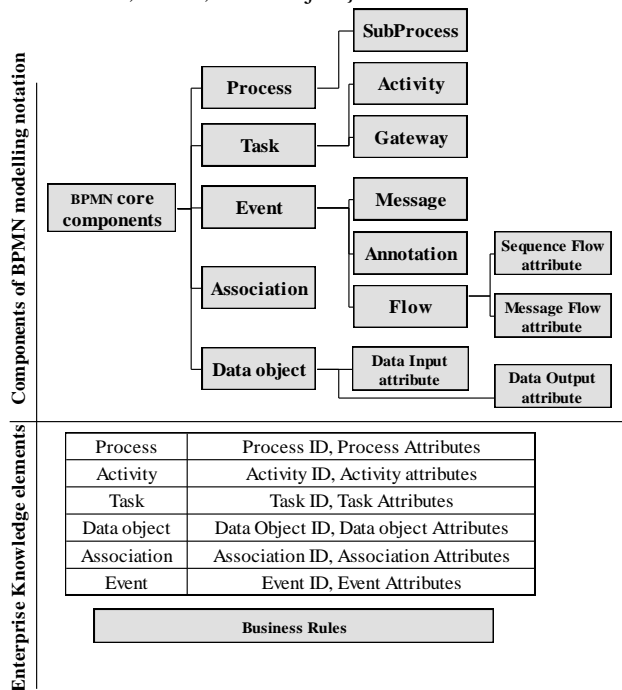 Components of BPMN modelling notation
SubProcess
Process
Activity
Task
Gateway
BPMN core
components
Event
Message
Annotation
Sequence Flow
attribute
Association
Flow
Message Flow
attribute
Data object
Data Input
attribute
Data Output
attribute
Enterprise Knowledge elements
Process Process ID, Process Attributes
Activity Activity ID, Activity attributes
Task Task ID, Task Attributes
Data object Data Object ID, Data object Attributes
Association Association ID, Association Attributes
Event Event ID, Event Attributes
Business Rules